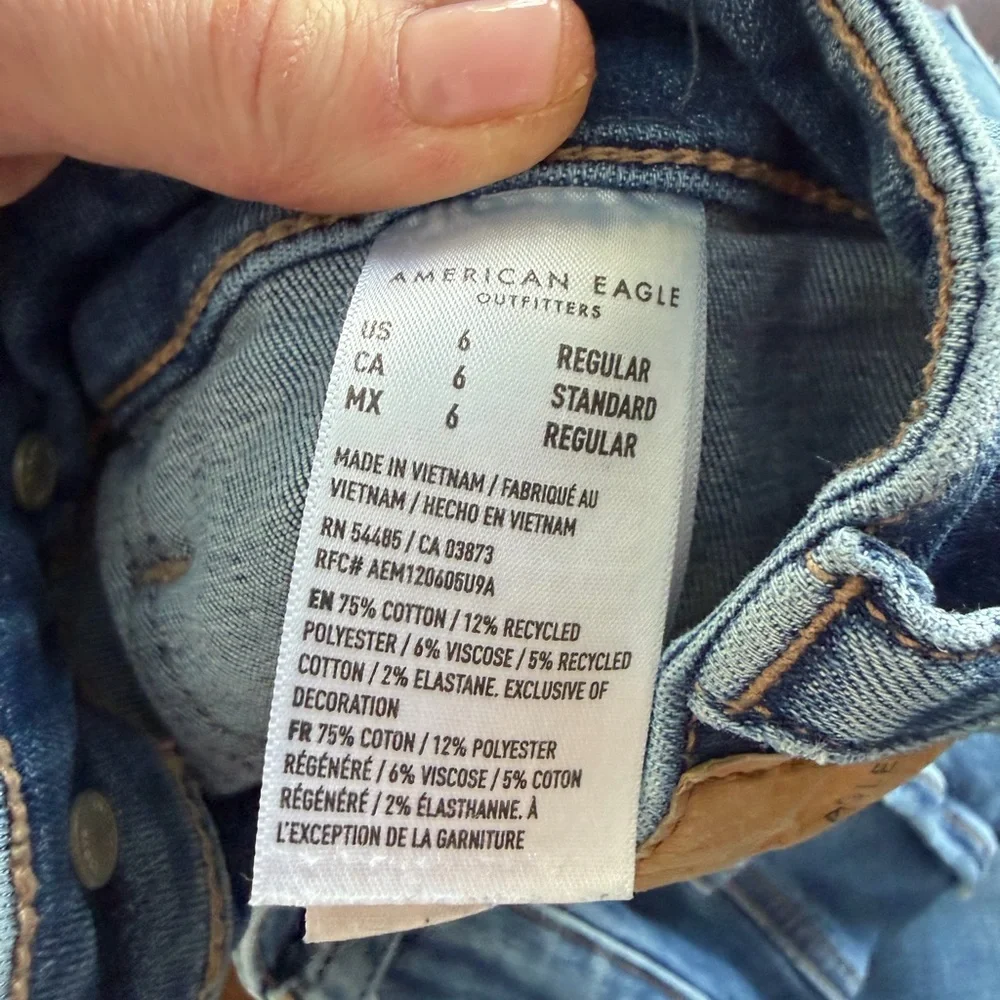 AMERICAN EAGLE
OUTFITTERS
US 6 REGULAR
CA 6 STANDARD
MX 6 REGULAR
MADE IN VIETNAM / FABRIQUÉ AU
VIETNAM / HECHO EN VIETNAM
RN 54485 / CA 03873
RFC# AEM120605U9A
EN 75% COTTON / 12% RECYCLED
POLYESTER / 6% VISCOSE / 5% RECYCLED
COTTON / 2% ELASTANE. EXCLUSIVE OF
DECORATION
FR 75% COTON / 12% POLYESTER
RÉGÉNÉRÉ / 6% VISCOSE / 5% COTON
RÉGÉNÉRÉ / 2% ÉLASTHANNE. À
L'EXCEPTION DE LA GARNITURE